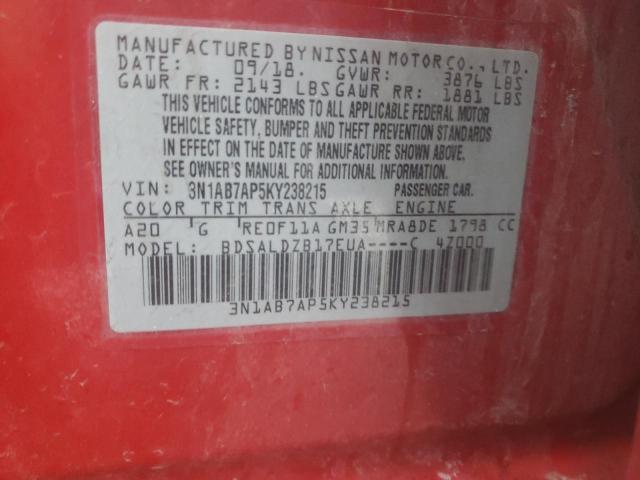 MANUFACTURED BY NISSAN MOTOR CO., LTD.
DATE: 09/18. GVWR: 3876 LBS
GAWR FR: 2143 LBS GAWR RR: 1881 LBS
THIS VEHICLE CONFORMS TO ALL APPLICABLE FEDERAL MOTOR
VEHICLE SAFETY, BUMPER AND THEFT PREVENTION STANDARDS
IN EFFECT ON THE DATE OF MANUFACTURE SHOWN ABOVE.
SEE OWNER'S MANUAL FOR ADDITIONAL INFORMATION.
VIN: 3N1AB7AP5KY238215 PASSENGER CAR.
COLOR TRIM TRANS AXLE ENGINE
A20 G RE0F11A GM35 MRA8DE 1798 CC
MODEL: BDSALDZB17EUA----C 4Z000
3N1AB7AP5KY238215